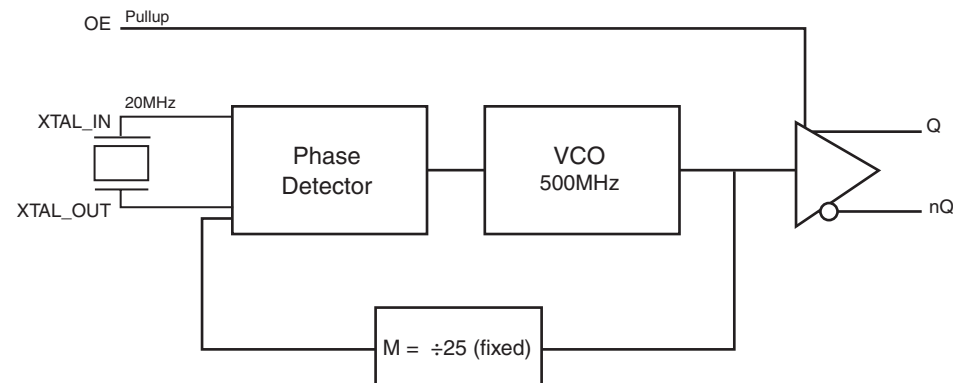 OE Pullup
20MHz
XTAL_IN
XTAL_OUT
Phase
Detector
VCO
500MHz
Q
nQ
M = ÷25 (fixed)